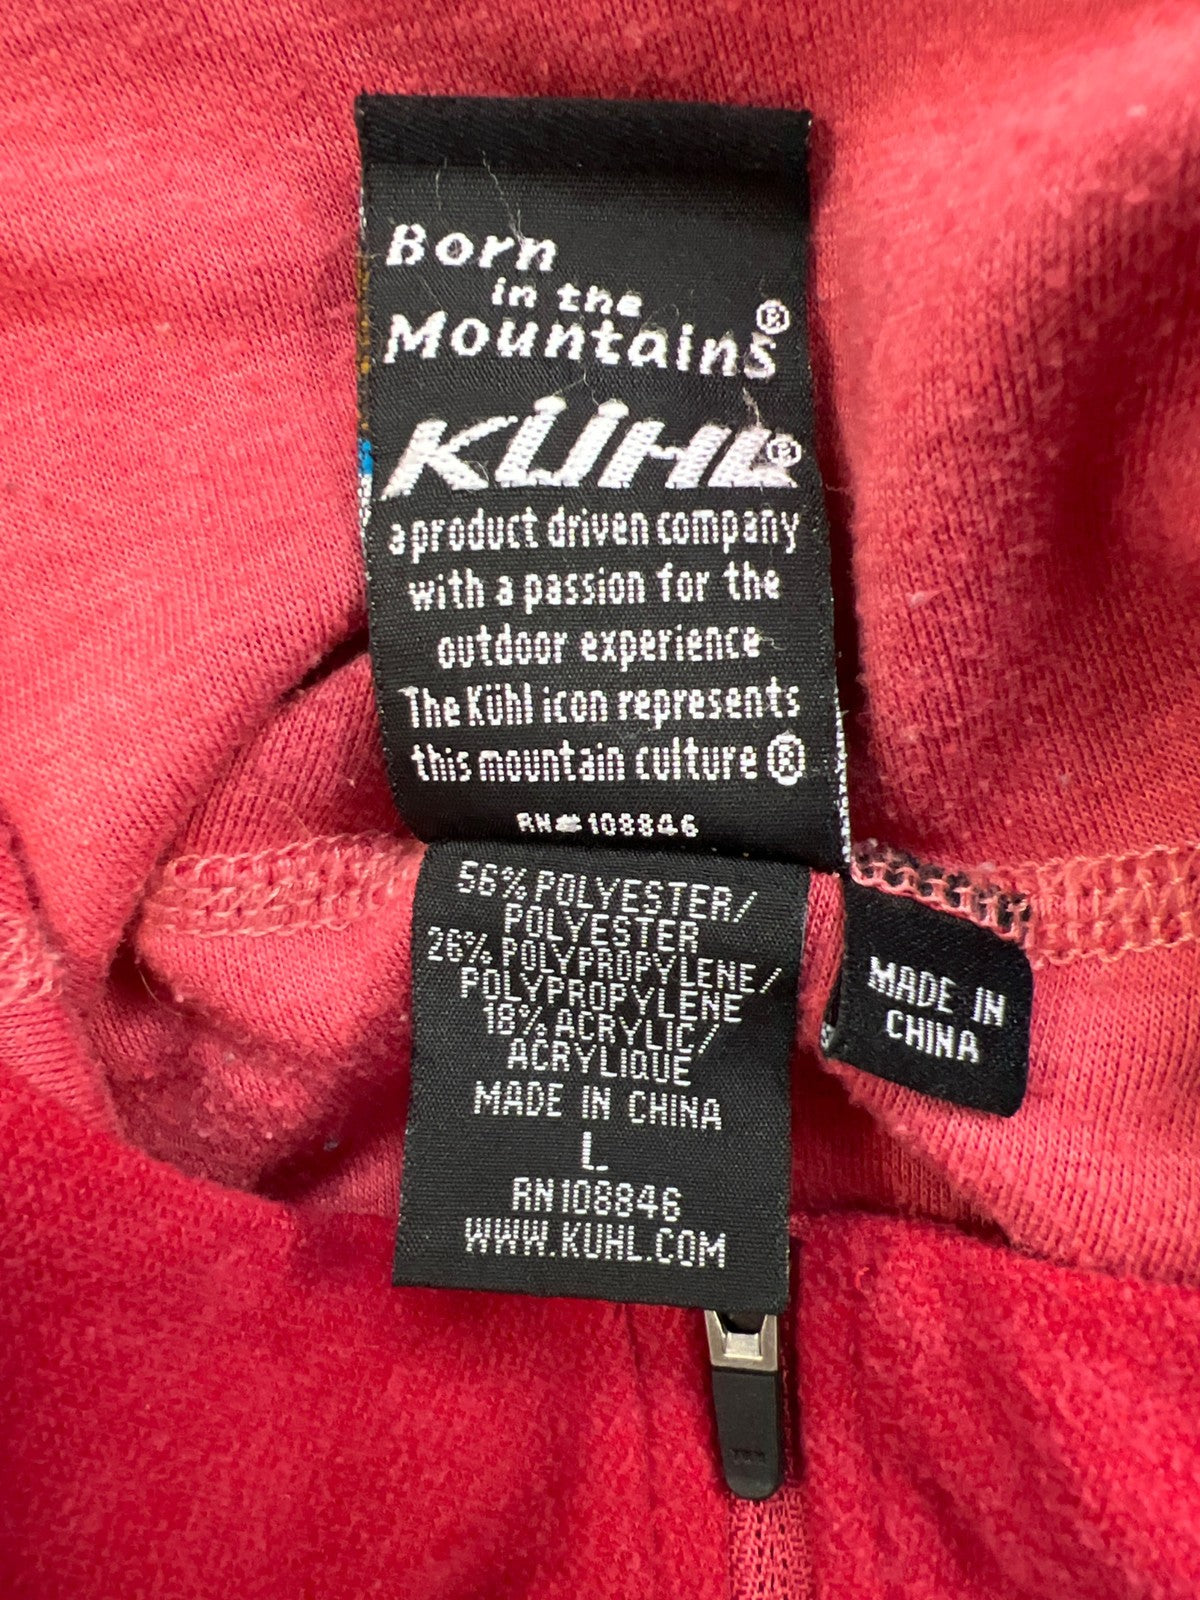 Born
in the
Mountains®
KÜHL®
a product driven company
with a passion for the
outdoor experience
The Kühl icon represents
this mountain culture ®
RN# 108846
56% POLYESTER/
POLYESTER
26% POLYPROPYLENE/
POLYPROPYLENE
18% ACRYLIC/
ACRYLIQUE
MADE IN CHINA
L
RN 108846
WWW.KUHL.COM
MADE IN
CHINA